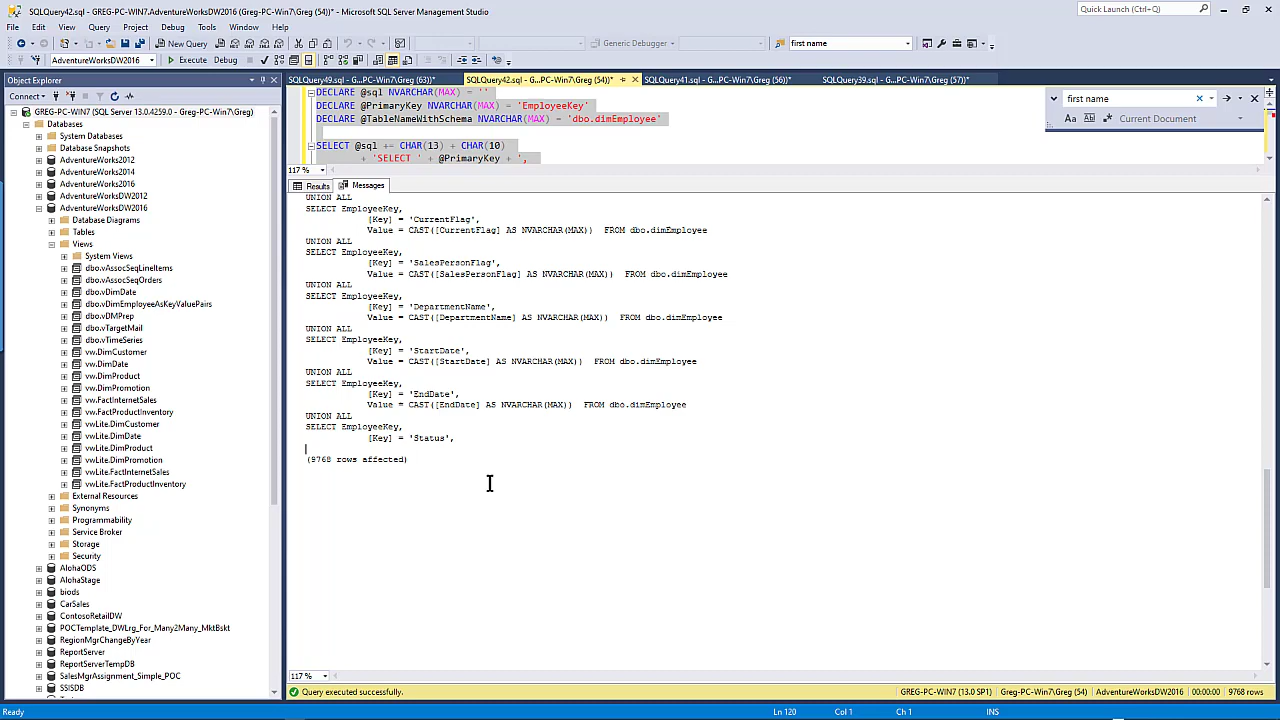 SQLQuery42.sql - GREG-PC-WIN7.AdventureWorksDW2016 (Greg-PC-Win7\Greg (54))* - Microsoft SQL Server Management Studio
Quick Launch (Ctrl+Q)
File Edit View Query Project Debug Tools Window Help
New Query
Generic Debugger
first name
AdventureWorksDW2016
Execute Debug
Object Explorer
SQLQuery49.sql - G...PC-Win7\Greg (63))*
SQLQuery42.sql - G...PC-Win7\Greg (54))*
SQLQuery41.sql - G...PC-Win7\Greg (56))*
SQLQuery39.sql - G...PC-Win7\Greg (57))*
Connect
GREG-PC-WIN7 (SQL Server 13.0.4259.0 - Greg-PC-Win7\Greg)
Databases
System Databases
Database Snapshots
AdventureWorks2012
AdventureWorks2014
AdventureWorks2016
AdventureWorksDW2012
AdventureWorksDW2016
Database Diagrams
Tables
Views
System Views
dbo.vAssocSeqLineItems
dbo.vAssocSeqOrders
dbo.vDimDate
dbo.vDimEmployeeAsKeyValuePairs
dbo.vDMPrep
dbo.vTargetMail
dbo.vTimeSeries
vw.DimCustomer
vw.DimDate
vw.DimProduct
vw.DimPromotion
vw.FactInternetSales
vw.FactProductInventory
vwLite.DimCustomer
vwLite.DimDate
vwLite.DimProduct
vwLite.DimPromotion
vwLite.FactInternetSales
vwLite.FactProductInventory
External Resources
Synonyms
Programmability
Service Broker
Storage
Security
AlohaODS
AlohaStage
biods
CarSales
ContosoRetailDW
POCTemplate_DWLrg_For_Many2Many_MktBskt
RegionMgrChangeByYear
ReportServer
ReportServerTempDB
SalesMgrAssignment_Simple_POC
SSISDB
DECLARE @sql NVARCHAR(MAX) = ''
DECLARE @PrimaryKey NVARCHAR(MAX) = 'EmployeeKey'
DECLARE @TableNameWithSchema NVARCHAR(MAX) = 'dbo.dimEmployee'
SELECT @sql += CHAR(13) + CHAR(10)
+ 'SELECT ' + @PrimaryKey + ',
first name
Aa Abl .* Current Document
117 %
Results Messages
UNION ALL
SELECT EmployeeKey,
[Key] = 'CurrentFlag',
Value = CAST([CurrentFlag] AS NVARCHAR(MAX)) FROM dbo.dimEmployee
UNION ALL
SELECT EmployeeKey,
[Key] = 'SalesPersonFlag',
Value = CAST([SalesPersonFlag] AS NVARCHAR(MAX)) FROM dbo.dimEmployee
UNION ALL
SELECT EmployeeKey,
[Key] = 'DepartmentName',
Value = CAST([DepartmentName] AS NVARCHAR(MAX)) FROM dbo.dimEmployee
UNION ALL
SELECT EmployeeKey,
[Key] = 'StartDate',
Value = CAST([StartDate] AS NVARCHAR(MAX)) FROM dbo.dimEmployee
UNION ALL
SELECT EmployeeKey,
[Key] = 'EndDate',
Value = CAST([EndDate] AS NVARCHAR(MAX)) FROM dbo.dimEmployee
UNION ALL
SELECT EmployeeKey,
[Key] = 'Status',
(9768 rows affected)
117 %
Query executed successfully.
GREG-PC-WIN7 (13.0 SP1) Greg-PC-Win7\Greg (54) AdventureWorksDW2016 00:00:00 9768 rows
Ready
Ln 120 Col 1 Ch 1 INS